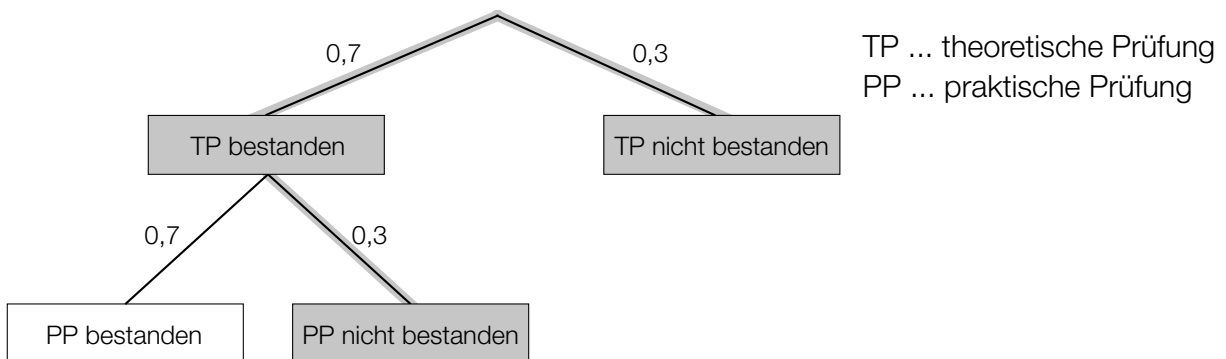 0,7
0,3
TP ... theoretische Prüfung
PP ... praktische Prüfung
TP bestanden
TP nicht bestanden
0,7
0,3
PP bestanden
PP nicht bestanden